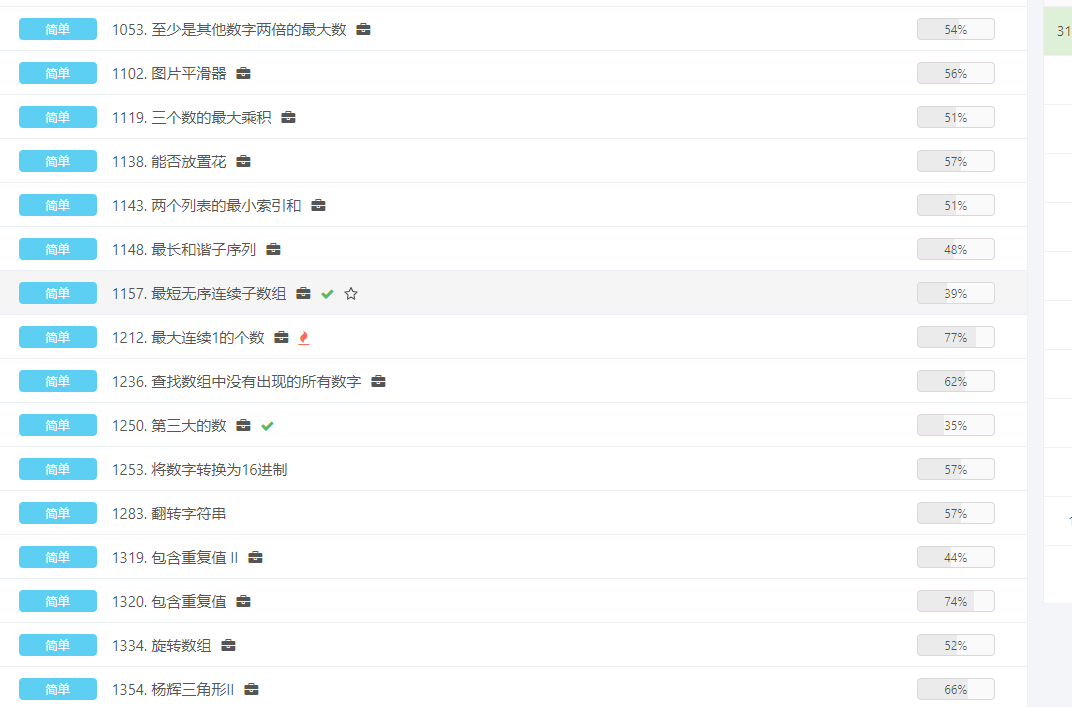 简单 1053. 至少是其他数字两倍的最大数 54%
31
简单 1102. 图片平滑器 56%
简单 1119. 三个数的最大乘积 51%
简单 1138. 能否放置花 57%
简单 1143. 两个列表的最小索引和 51%
简单 1148. 最长和谐子序列 48%
简单 1157. 最短无序连续子数组 39%
简单 1212. 最大连续1的个数 77%
简单 1236. 查找数组中没有出现的所有数字 62%
简单 1250. 第三大的数 35%
简单 1253. 将数字转换为16进制 57%
简单 1283. 翻转字符串 57%
简单 1319. 包含重复值 II 44%
简单 1320. 包含重复值 74%
简单 1334. 旋转数组 52%
简单 1354. 杨辉三角形II 66%